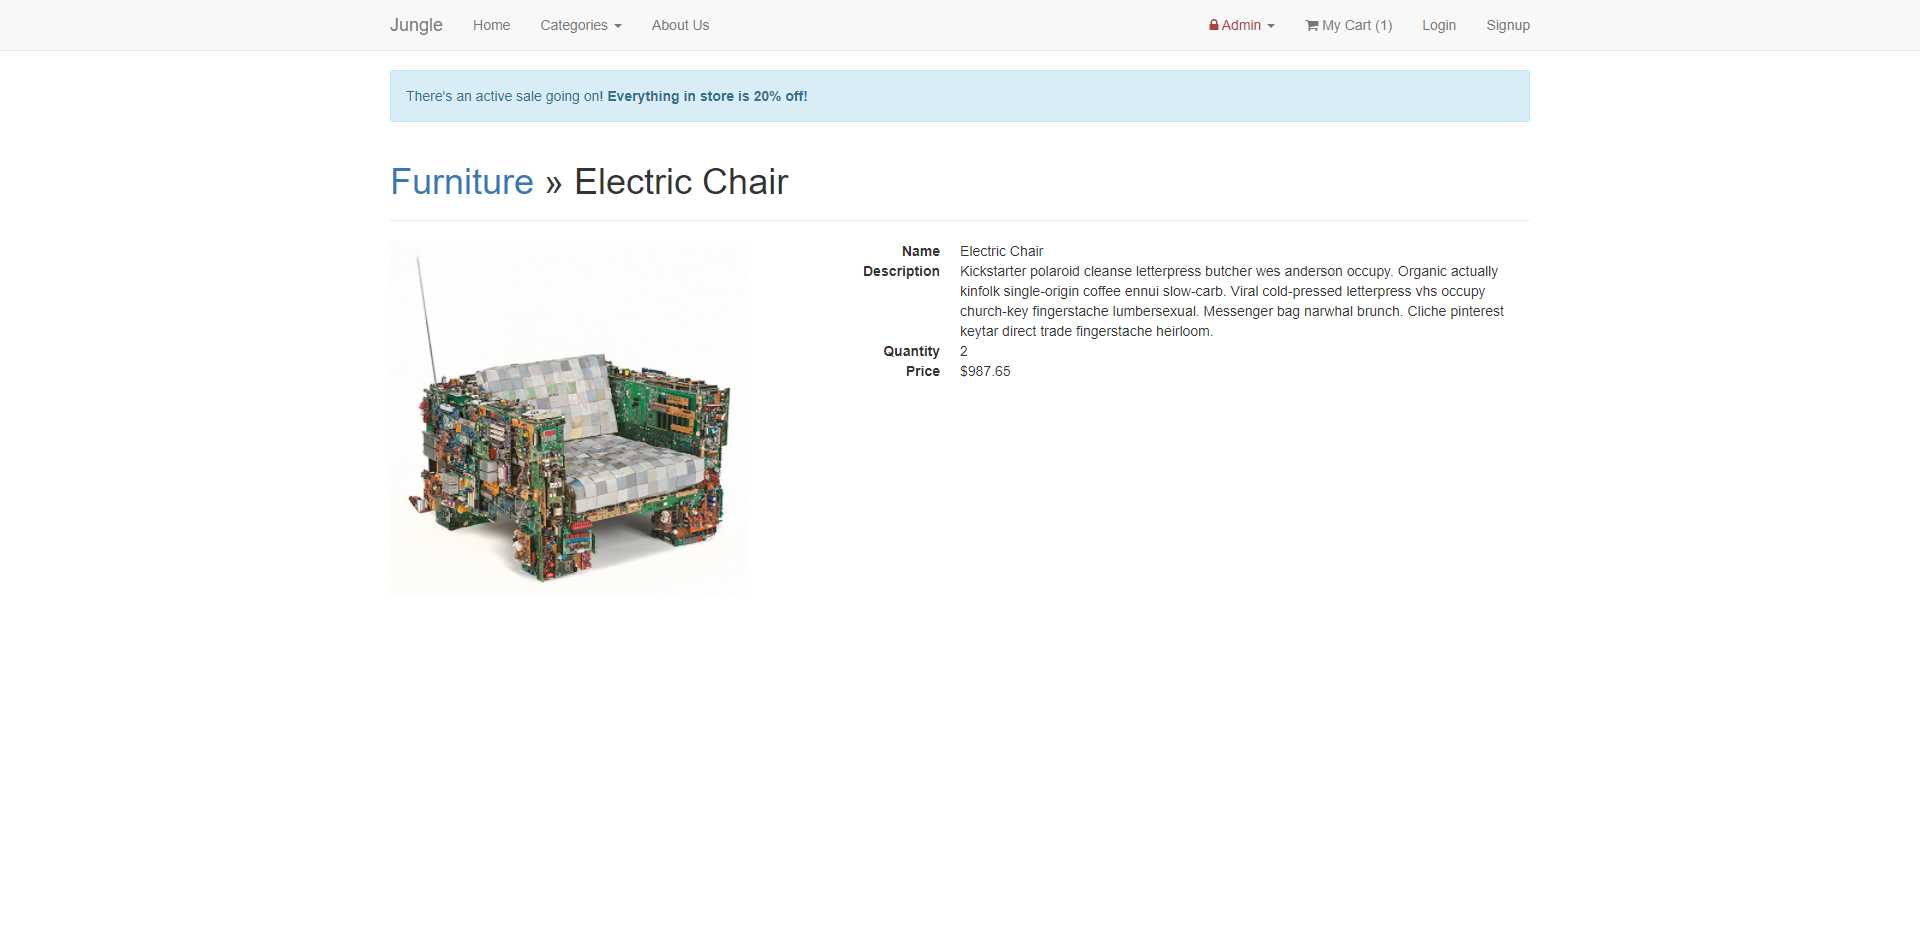 Jungle Home Categories About Us Admin My Cart (1) Login Signup
There's an active sale going on! Everything in store is 20% off!
Furniture » Electric Chair
Name Electric Chair
Description Kickstarter polaroid cleanse letterpress butcher wes anderson occupy. Organic actually
kinfolk single-origin coffee ennui slow-carb. Viral cold-pressed letterpress vhs occupy
church-key fingerstache lumbersexual. Messenger bag narwhal brunch. Cliche pinterest
keytar direct trade fingerstache heirloom.
Quantity 2
Price $987.65